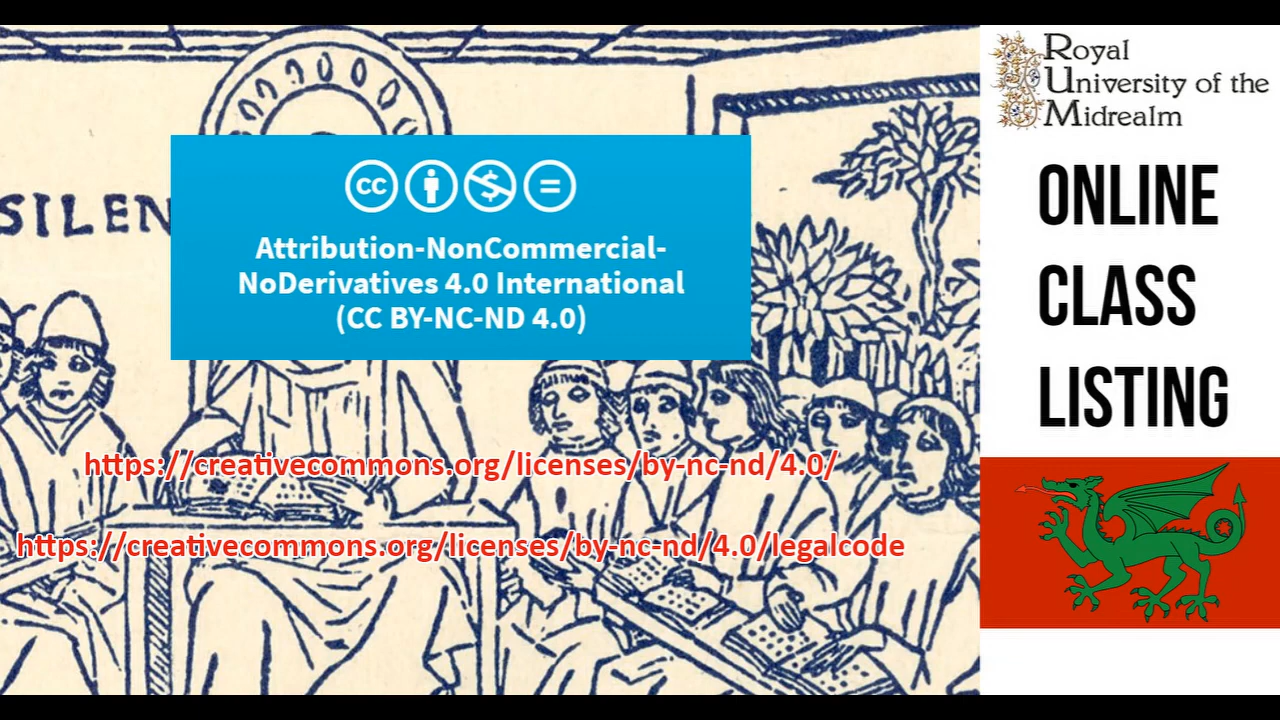 SILEN
cc
Attribution-NonCommercial-
NoDerivatives 4.0 International
(CC BY-NC-ND 4.0)
https://creativecommons.org/licenses/by-nc-nd/4.0/
https://creativecommons.org/licenses/by-nc-nd/4.0/legalcode
Royal
University of the
Midrealm
ONLINE
CLASS
LISTING